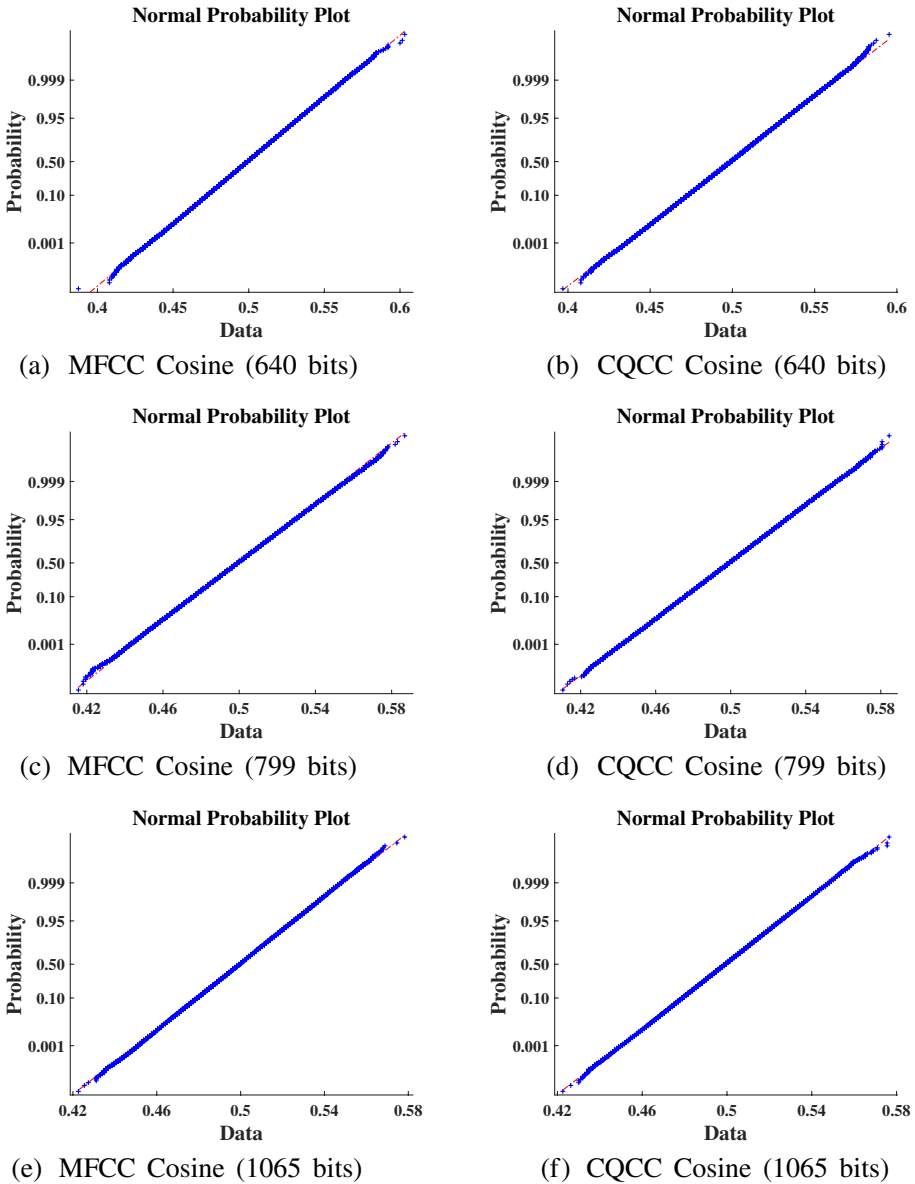 Normal Probability Plot
0.999
0.95
0.50
0.10
0.001
Probability
0.4 0.45 0.5 0.55 0.6
Data
(a) MFCC Cosine (640 bits)
Normal Probability Plot
0.999
0.95
0.50
0.10
0.001
Probability
0.4 0.45 0.5 0.55 0.6
Data
(b) CQCC Cosine (640 bits)
Normal Probability Plot
0.999
0.95
0.50
0.10
0.001
Probability
0.42 0.46 0.5 0.54 0.58
Data
(c) MFCC Cosine (799 bits)
Normal Probability Plot
0.999
0.95
0.50
0.10
0.001
Probability
0.42 0.46 0.5 0.54 0.58
Data
(d) CQCC Cosine (799 bits)
Normal Probability Plot
0.999
0.95
0.50
0.10
0.001
Probability
0.42 0.46 0.5 0.54 0.58
Data
(e) MFCC Cosine (1065 bits)
Normal Probability Plot
0.999
0.95
0.50
0.10
0.001
Probability
0.42 0.46 0.5 0.54 0.58
Data
(f) CQCC Cosine (1065 bits)